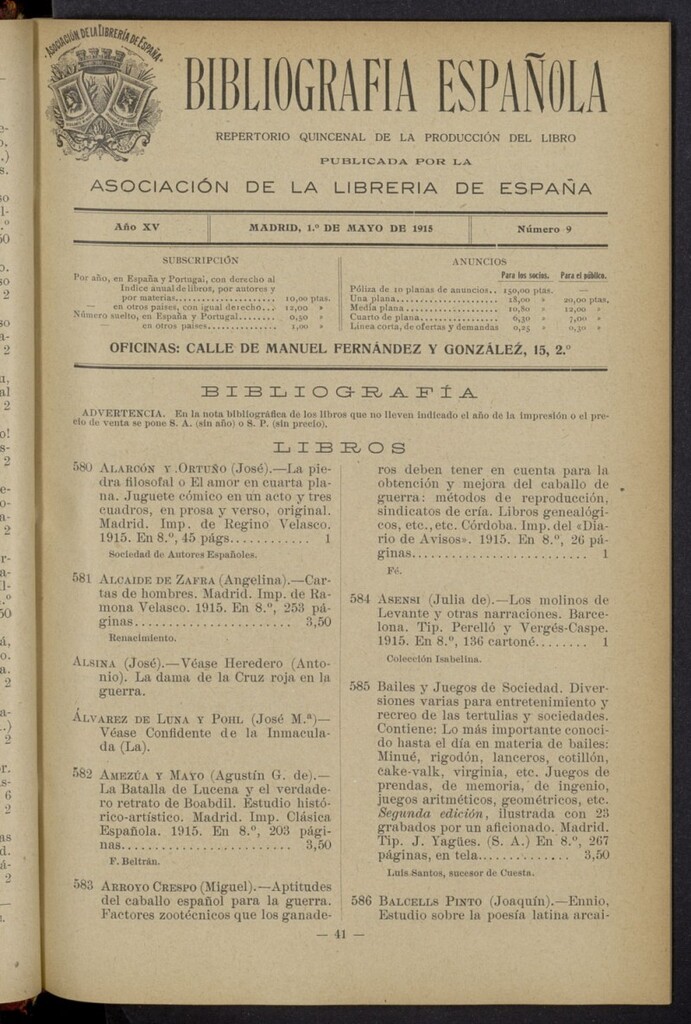 ASOCIACIÓN DE LA LIBRERIA DE ESPAÑA
BIBLIOGRAFIA ESPAÑOLA
REPERTORIO QUINCENAL DE LA PRODUCCIÓN DEL LIBRO
PUBLICADA POR LA
ASOCIACIÓN DE LA LIBRERIA DE ESPAÑA
Año XV
MADRID, 1.º DE MAYO DE 1915
Número 9
SUBSCRIPCIÓN
Por año, en España y Portugal, con derecho al
Indice anual de libros, por autores y
por materias..................... 10,00 ptas.
— en otros países, con igual derecho... 12,00 »
Número suelto, en España y Portugal....... 0,50 »
— en otros países............... 1,00 »
ANUNCIOS
Para los socios. Para el público.
Póliza de 10 planas de anuncios.. 150,00 ptas. —
Una plana...................... 18,00 » 20,00 ptas.
Media plana.................... 10,80 » 12,00 »
Cuarto de plana................ 6,30 » 7,00 »
Línea corta, de ofertas y demandas 0,25 » 0,30 »
OFICINAS: CALLE DE MANUEL FERNÁNDEZ Y GONZÁLEZ, 15, 2.º
BIBLIOGRAFÍA
ADVERTENCIA. En la nota bibliográfica de los libros que no lleven indicado el año de la impresión o el pre-
cio de venta se pone S. A. (sin año) o S. P. (sin precio).
LIBROS
580 ALARCÓN Y ORTUÑO (José).—La pie-
dra filosofal o El amor en cuarta pla-
na. Juguete cómico en un acto y tres
cuadros, en prosa y verso, original.
Madrid. Imp. de Regino Velasco.
1915. En 8.º, 45 págs........... 1
Sociedad de Autores Españoles.
581 ALCAIDE DE ZAFRA (Angelina).—Car-
tas de hombres. Madrid. Imp. de Ra-
mona Velasco. 1915. En 8.º, 253 pá-
ginas...................... 3,50
Renacimiento.
ALSINA (José).—Véase Heredero (Anto-
nio). La dama de la Cruz roja en la
guerra.
ÁLVAREZ DE LUNA Y POHL (José M.ª)—
Véase Confidente de la Inmacula-
da (La).
582 AMEZÚA Y MAYO (Agustín G. de).—
La Batalla de Lucena y el verdade-
ro retrato de Boabdil. Estudio histó-
rico-artístico. Madrid. Imp. Clásica
Española. 1915. En 8.º, 203 pági-
nas........................ 3,50
F. Beltrán.
583 ARROYO CRESPO (Miguel).—Aptitudes
del caballo español para la guerra.
Factores zootécnicos que los ganade-
ros deben tener en cuenta para la
obtención y mejora del caballo de
guerra: métodos de reproducción,
sindicatos de cría. Libros genealógi-
cos, etc., etc. Córdoba. Imp. del «Dia-
rio de Avisos». 1915. En 8.º, 26 pá-
ginas........................ 1
Fé.
584 ASENSI (Julia de).—Los molinos de
Levante y otras narraciones. Barce-
lona. Tip. Perelló y Vergés-Caspe.
1915. En 8.º, 136 cartoné........ 1
Colección Isabelina.
585 Bailes y Juegos de Sociedad. Diver-
siones varias para entretenimiento y
recreo de las tertulias y sociedades.
Contiene: Lo más importante conoci-
do hasta el día en materia de bailes:
Minué, rigodón, lanceros, cotillón,
cake-valk, virginia, etc. Juegos de
prendas, de memoria, de ingenio,
juegos aritméticos, geométricos, etc.
Segunda edición, ilustrada con 23
grabados por un aficionado. Madrid.
Tip. J. Yagües. (S. A.) En 8.º, 267
páginas, en tela............. 3,50
Luis Santos, sucesor de Cuesta.
586 BALCELLS PINTO (Joaquín).—Ennio,
Estudio sobre la poesía latina arcai-
— 41 —